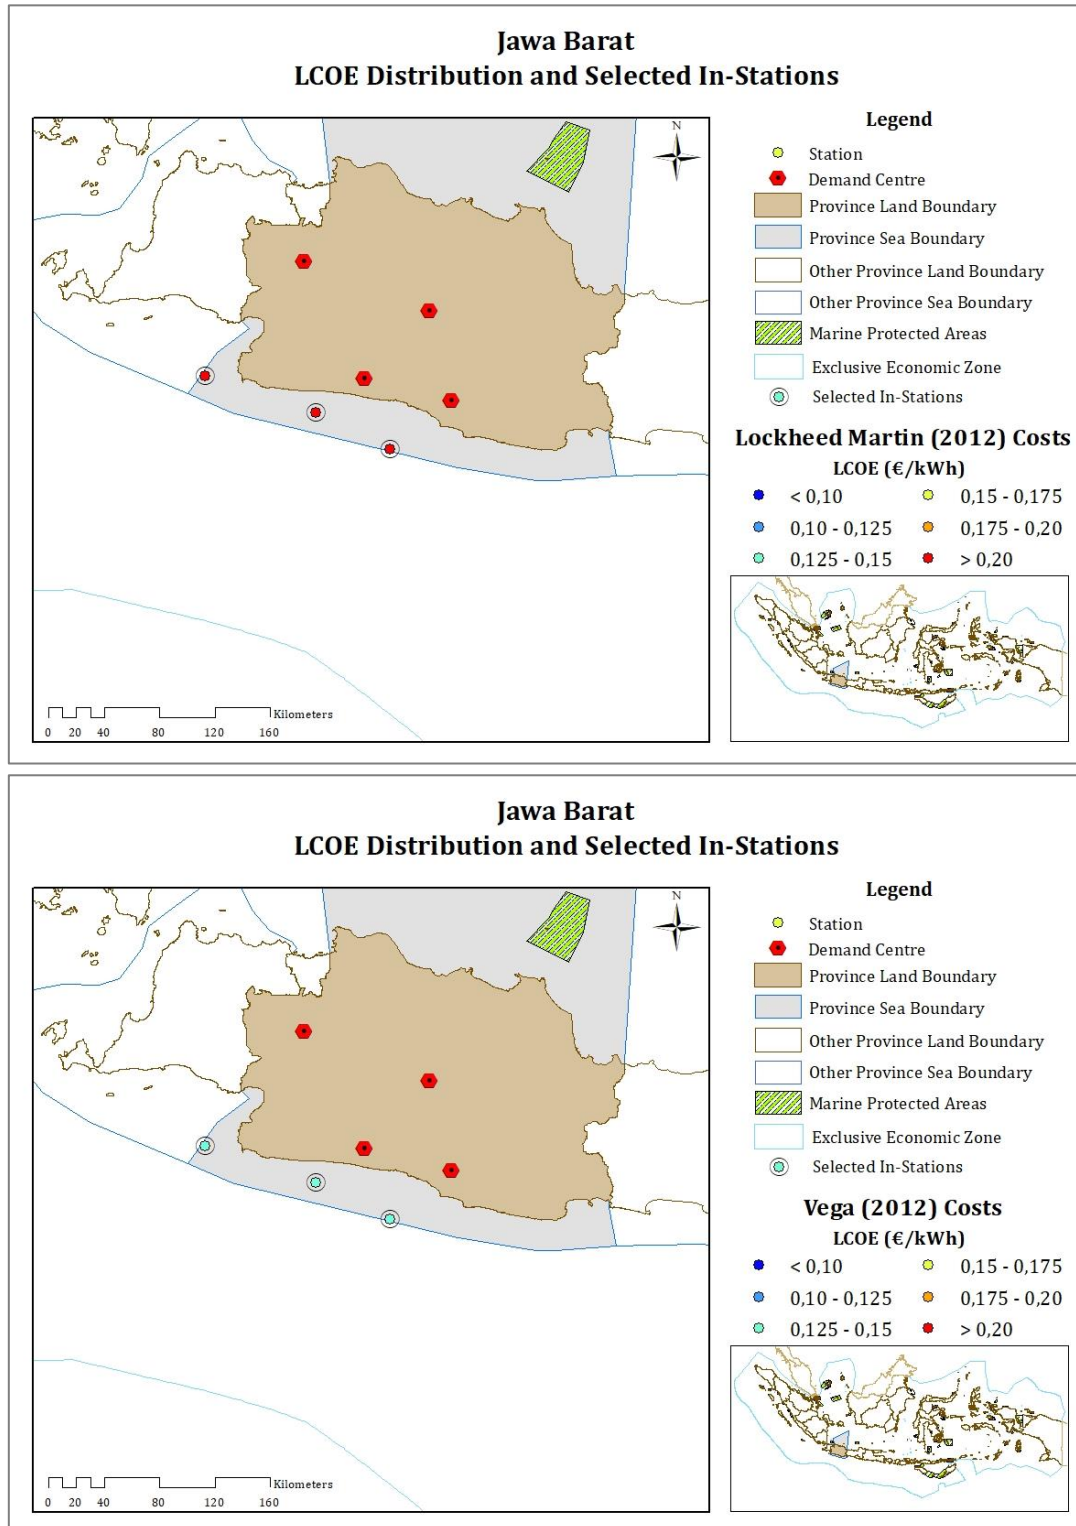 Jawa Barat
LCOE Distribution and Selected In-Stations
N
Legend
Station
Demand Centre
Province Land Boundary
Province Sea Boundary
Other Province Land Boundary
Other Province Sea Boundary
Marine Protected Areas
Exclusive Economic Zone
Selected In-Stations
Lockheed Martin (2012) Costs
LCOE (€/kWh)
< 0,10 0,15 - 0,175
0,10 - 0,125 0,175 - 0,20
0,125 - 0,15 > 0,20
Kilometers
0 20 40 80 120 160
Jawa Barat
LCOE Distribution and Selected In-Stations
N
Legend
Station
Demand Centre
Province Land Boundary
Province Sea Boundary
Other Province Land Boundary
Other Province Sea Boundary
Marine Protected Areas
Exclusive Economic Zone
Selected In-Stations
Vega (2012) Costs
LCOE (€/kWh)
< 0,10 0,15 - 0,175
0,10 - 0,125 0,175 - 0,20
0,125 - 0,15 > 0,20
Kilometers
0 20 40 80 120 160